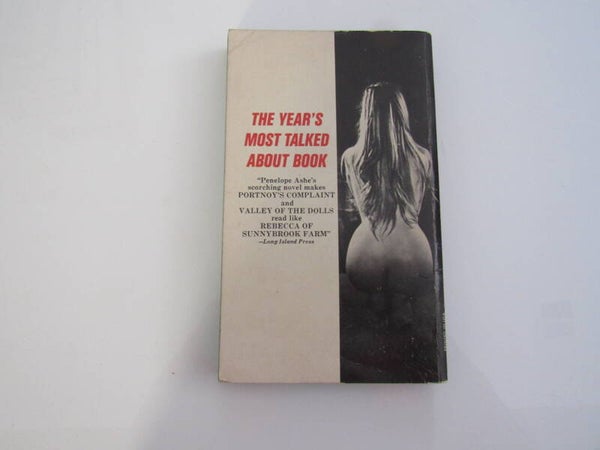 THE YEAR'S
MOST TALKED
ABOUT BOOK
"Penelope Ashe's
scorching novel makes
PORTNOY'S COMPLAINT
and
VALLEY OF THE DOLLS
read like
REBECCA OF
SUNNYBROOK FARM"
—Long Island Press